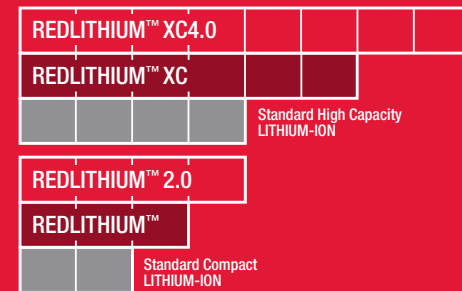 REDLITHIUM™ XC4.0
REDLITHIUM™ XC
Standard High Capacity
LITHIUM-ION
REDLITHIUM™ 2.0
REDLITHIUM™
Standard Compact
LITHIUM-ION